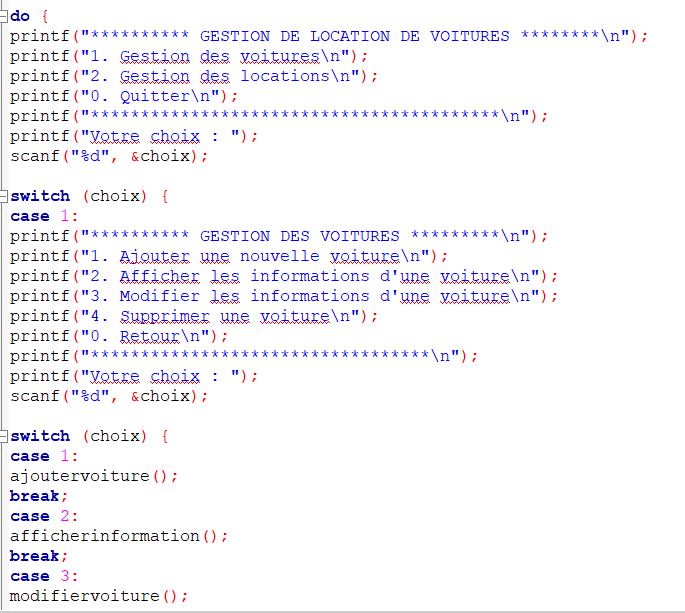 do {
printf("********** GESTION DE LOCATION DE VOITURES ********\n");
printf("1. Gestion des voitures\n");
printf("2. Gestion des locations\n");
printf("0. Quitter\n");
printf("*****************************************\n");
printf("Votre choix : ");
scanf("%d", &choix);
switch (choix) {
case 1:
printf("********** GESTION DES VOITURES *********\n");
printf("1. Ajouter une nouvelle voiture\n");
printf("2. Afficher les informations d'une voiture\n");
printf("3. Modifier les informations d'une voiture\n");
printf("4. Supprimer une voiture\n");
printf("0. Retour\n");
printf("**********************************\n");
printf("Votre choix : ");
scanf("%d", &choix);
switch (choix) {
case 1:
ajoutervoiture();
break;
case 2:
afficherinformation();
break;
case 3:
modifiervoiture();